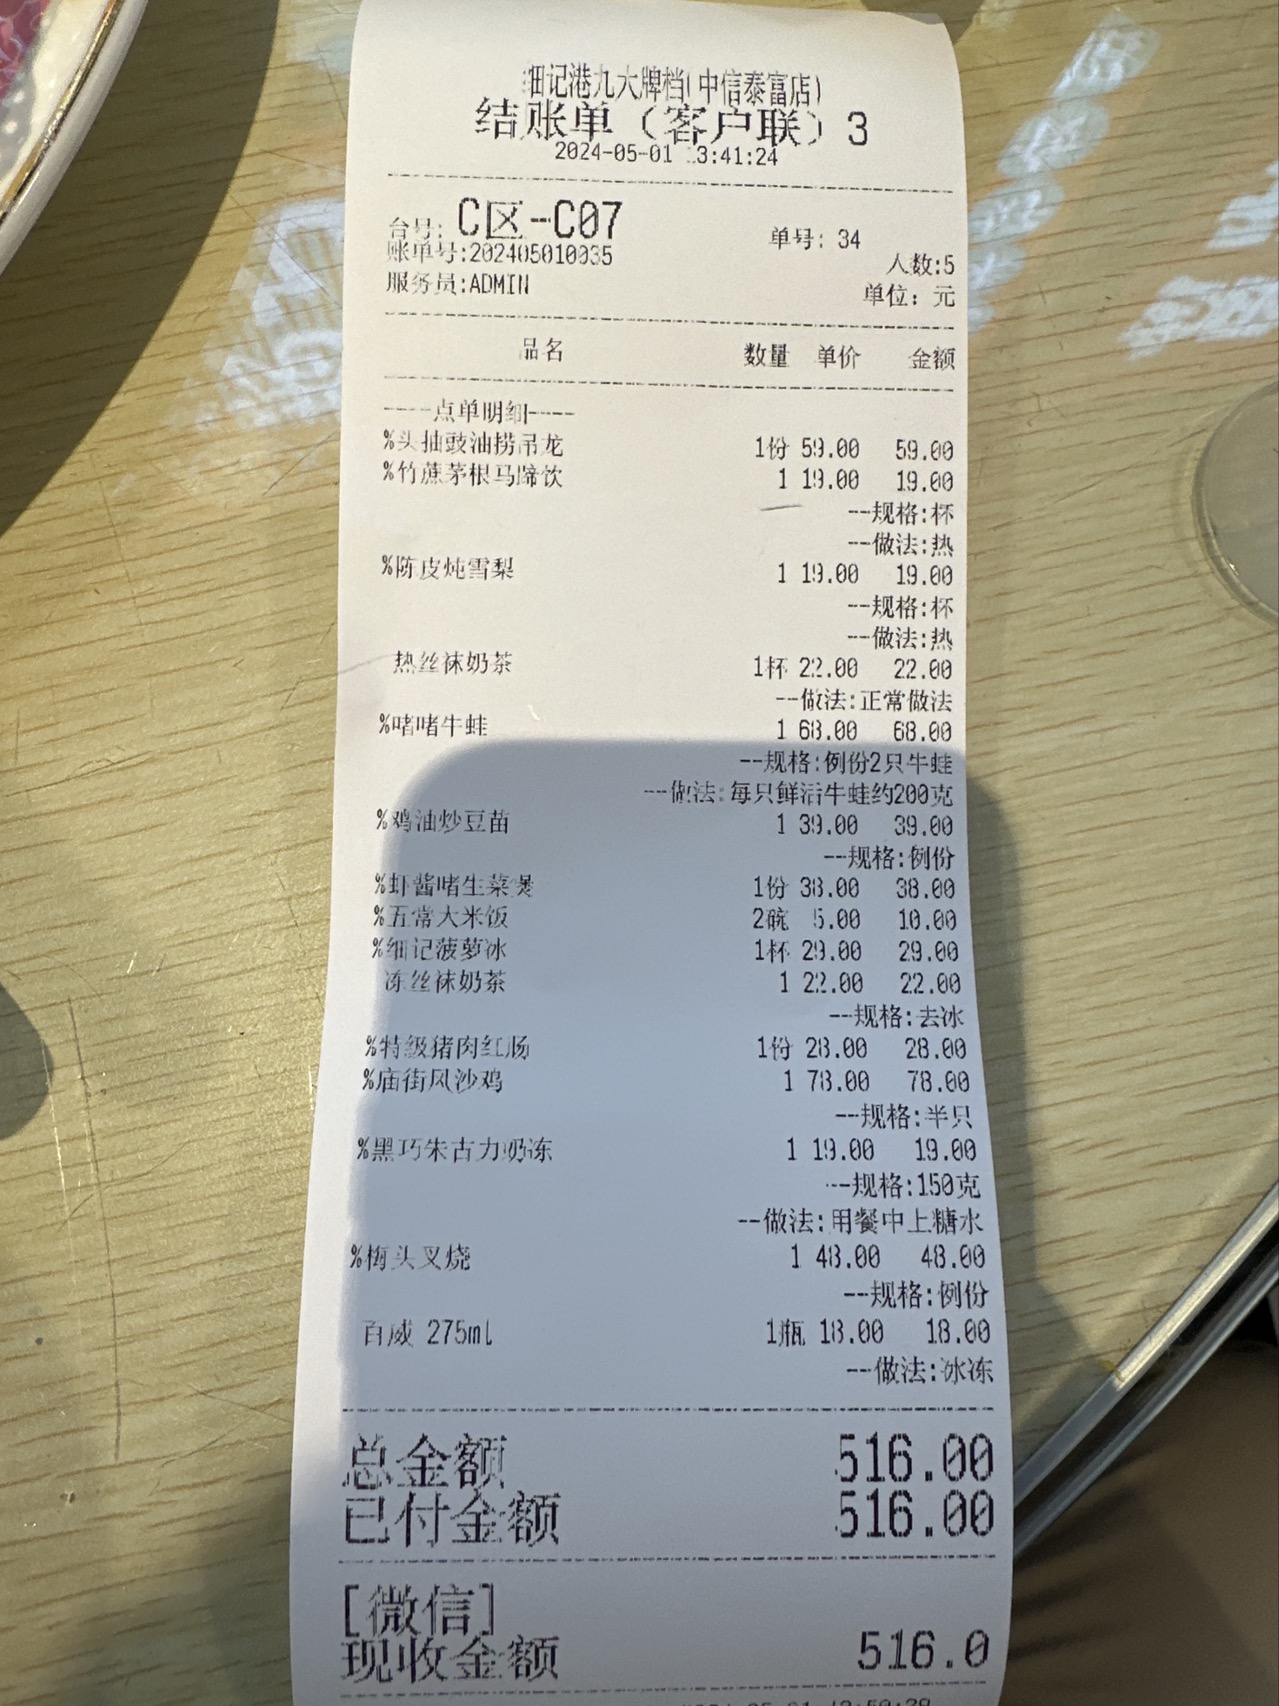 细记港九大牌档(中信泰富店)
结账单（客户联）3
2024-05-01 13:41:24
台号: C区-C07 单号: 34
账单号:202405010035 人数:5
服务员:ADMIN 单位: 元
品名 数量 单价 金额
----点单明细----
%头抽豉油捞吊龙 1份 59.00 59.00
%竹蔗茅根马蹄饮 1 19.00 19.00
--规格:杯
--做法:热
%陈皮炖雪梨 1 19.00 19.00
--规格:杯
--做法:热
热丝袜奶茶 1杯 22.00 22.00
--做法:正常做法
%啫啫牛蛙 1 68.00 68.00
--规格:例份2只牛蛙
--做法:每只鲜活牛蛙约200克
%鸡油炒豆苗 1 39.00 39.00
--规格:例份
%虾酱啫生菜煲 1份 38.00 38.00
%五常大米饭 2碗 5.00 10.00
%细记菠萝冰 1杯 29.00 29.00
冻丝袜奶茶 1 22.00 22.00
--规格:去冰
%特级猪肉红肠 1份 28.00 28.00
%庙街风沙鸡 1 78.00 78.00
--规格:半只
%黑巧朱古力奶冻 1 19.00 19.00
--规格:150克
--做法:用餐中上糖水
%梅头叉烧 1 48.00 48.00
--规格:例份
百威 275ml 1瓶 18.00 18.00
--做法:冰冻
总金额 516.00
已付金额 516.00
[微信]
现收金额 516.0